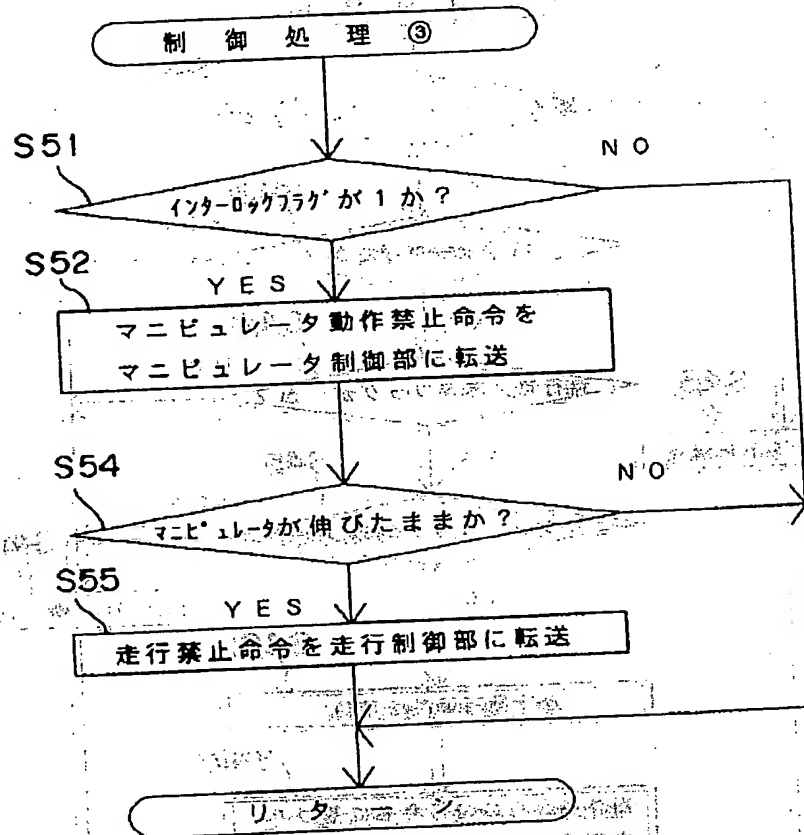 制御処理③
S51
NO
インターロックフラグが1か?
S52
YES
マニピュレータ動作禁止命令を
マニピュレータ制御部に転送
S54
NO
マニピュレータが伸びたままか?
S55
YES
走行禁止命令を走行制御部に転送
リターン